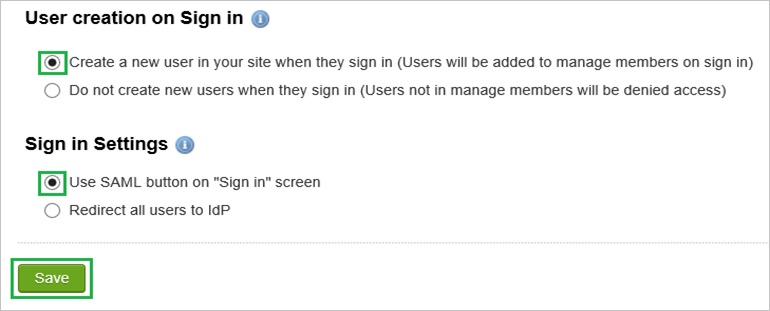 User creation on Sign in
Create a new user in your site when they sign in (Users will be added to manage members on sign in)
Do not create new users when they sign in (Users not in manage members will be denied access)
Sign in Settings
Use SAML button on "Sign in" screen
Redirect all users to IdP
Save